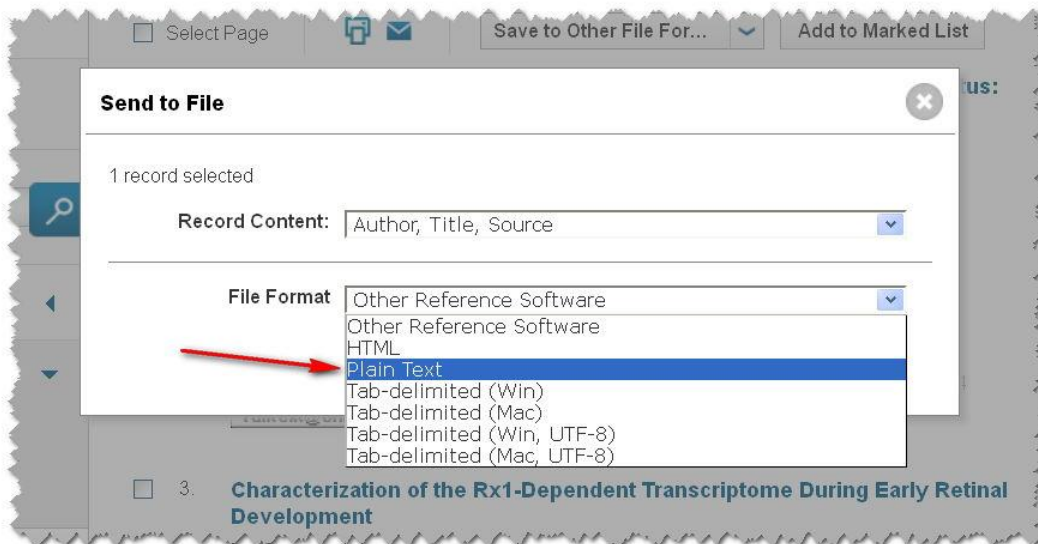 Select Page
Save to Other File For...
Add to Marked List
tus:
Send to File
1 record selected
Record Content:
Author, Title, Source
File Format
Other Reference Software
Other Reference Software
HTML
Plain Text
Tab-delimited (Win)
Tab-delimited (Mac)
Tab-delimited (Win, UTF-8)
Tab-delimited (Mac, UTF-8)
3. Characterization of the Rx1-Dependent Transcriptome During Early Retinal
Development